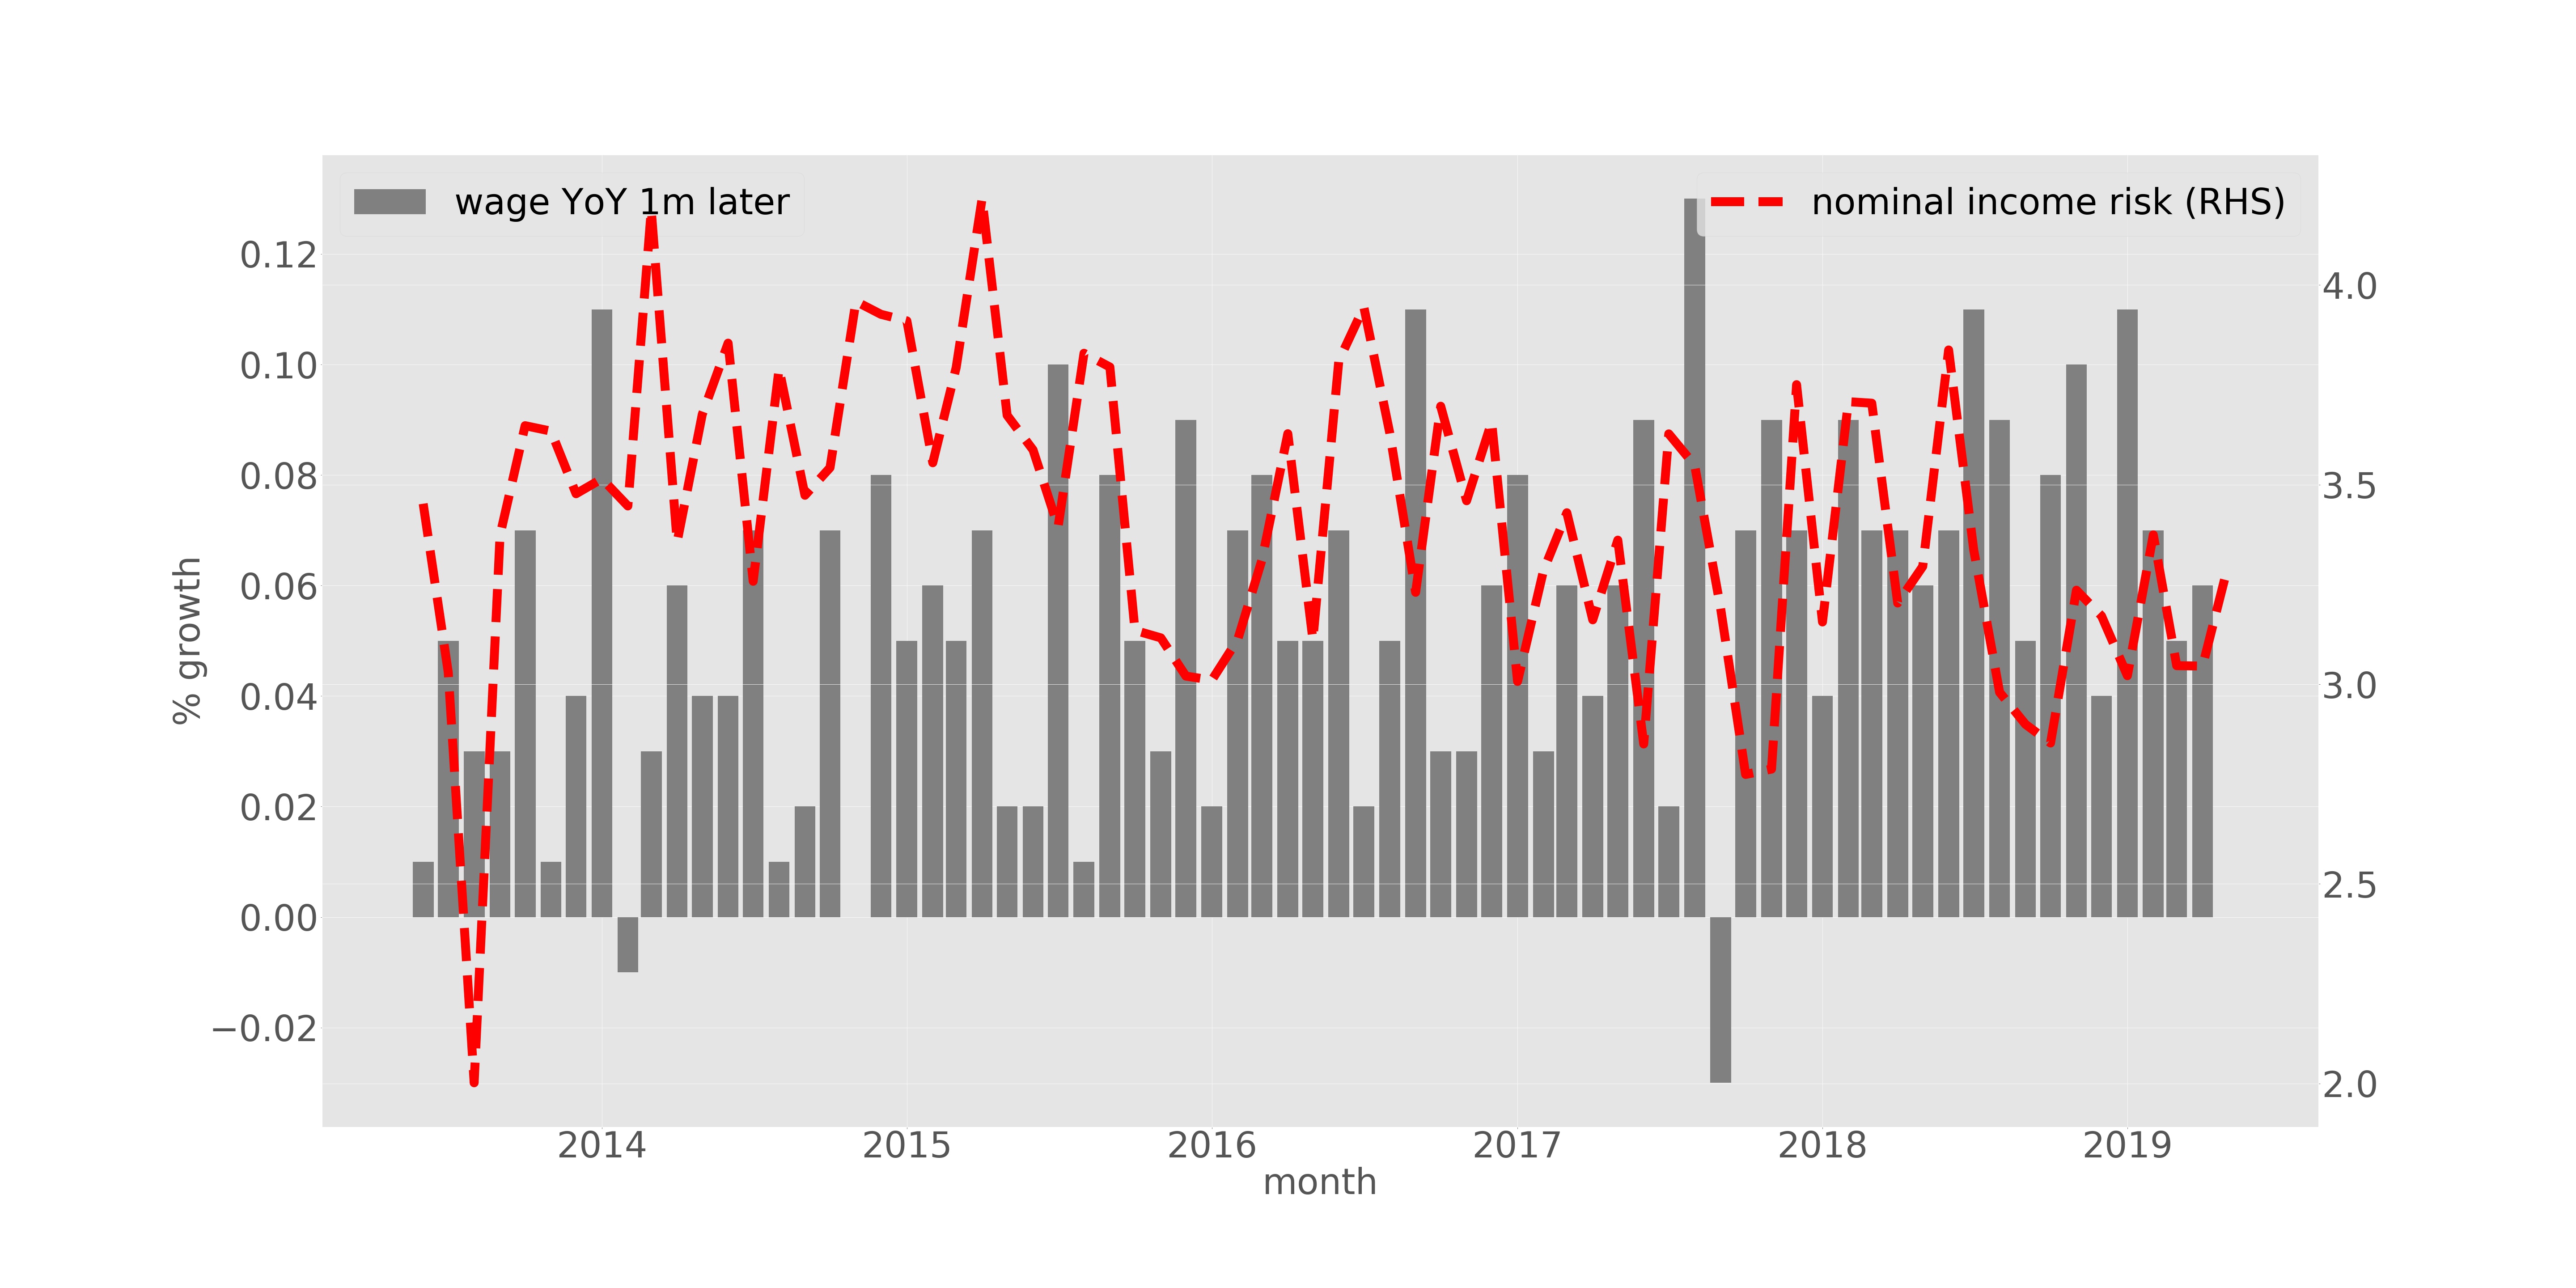 wage YoY 1m later
nominal income risk (RHS)
0.12
0.10
0.08
0.06
0.04
0.02
0.00
−0.02
% growth
4.0
3.5
3.0
2.5
2.0
2014 2015 2016 2017 2018 2019
month